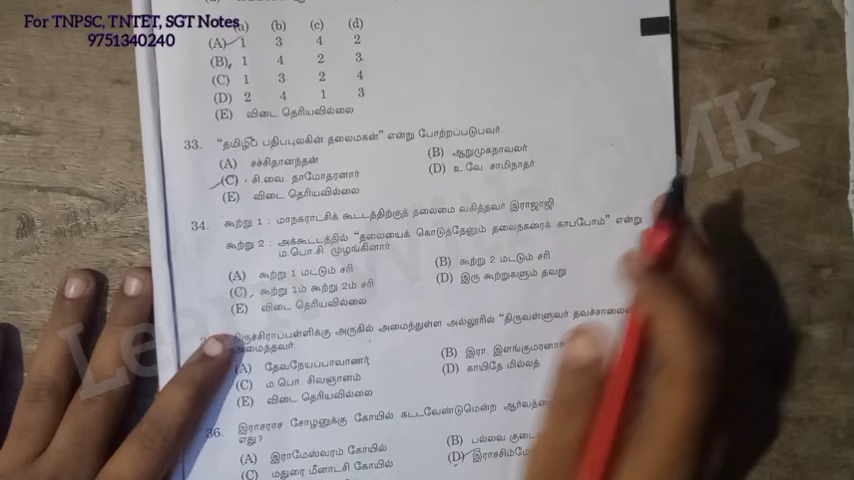 For TNPSC, TNTET, SGT Notes
9751340240
(a) (b) (c) (d)
(A) 1 3 4 2
(B) 1 4 2 3
(C) 1 3 2 4
(D) 2 4 1 3
(E) விடை தெரியவில்லை
33. "தமிழ்ப் பதிப்புலகின் தலைமகன்" என்று போற்றப்படுபவர்
(A) சச்சிதானந்தன் (B) ஆறுமுகநாவலர்
(C) சி.வை. தாமோதரனார் (D) உ.வே. சாமிநாதர்
(E) விடை தெரியவில்லை
34. கூற்று 1 : மாநகராட்சிக் கூட்டத்திற்குத் தலைமை வகித்தவர் இராஜாஜி
கூற்று 2 : அக்கூட்டத்தில் "தலையைக் கொடுத்தேனும் தலைநகரைக் காப்போம்" என்று
ம.பொ.சி முழங்கினார்
(A) கூற்று 1 மட்டும் சரி (B) கூற்று 2 மட்டும் சரி
(C) கூற்று 1ம் கூற்று 2ம் சரி (D) இரு கூற்றுகளும் தவறு
(E) விடை தெரியவில்லை
திருச்சிராப்பள்ளிக்கு அருகில் அமைந்துள்ள அல்லூரில் "திருவள்ளுவர் தவச்சாலை
அமைத்தவர்
(A) தேவநேயப்பாவாணர் (B) இரா. இளங்குமரனார்
(C) ம.பொ. சிவஞானம் (D) காயிதே மில்லத்
(E) விடை தெரியவில்லை
36. இராசராச சோழனுக்கு கோயில் கட்டவேண்டுமென்ற
எது?
(A) இராமேஸ்வரம் கோயில் (B) பல்லவ
(C) மதுரை மீனாட்சி கோயில் (D)